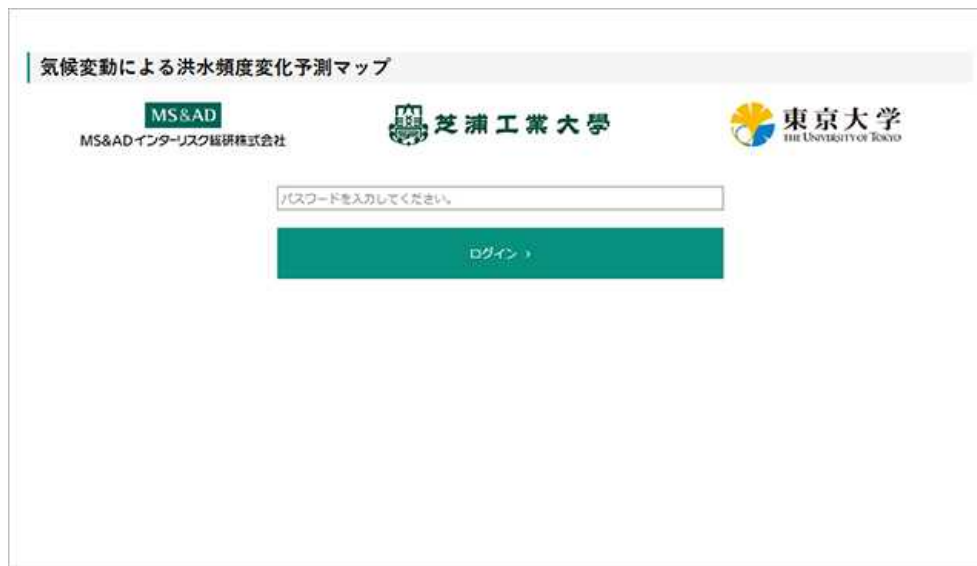 気候変動による洪水頻度変化予測マップ
MS&AD
MS&ADインターリスク総研株式会社
芝浦工業大學
東京大学
THE UNIVERSITY OF TOKYO
パスワードを入力してください。
ログイン ›